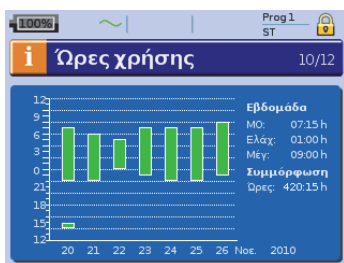 100%
Prog 1
ST
i Ώρες χρήσης 10/12
12
9
6
3
0
21
18
15
12
20 21 22 23 24 25 26 Νοε. 2010
Εβδομάδα
ΜΟ: 07:15 h
Ελάχ: 01:00 h
Μέγ: 09:00 h
Συμμόρφωση
Ώρες: 420:15 h